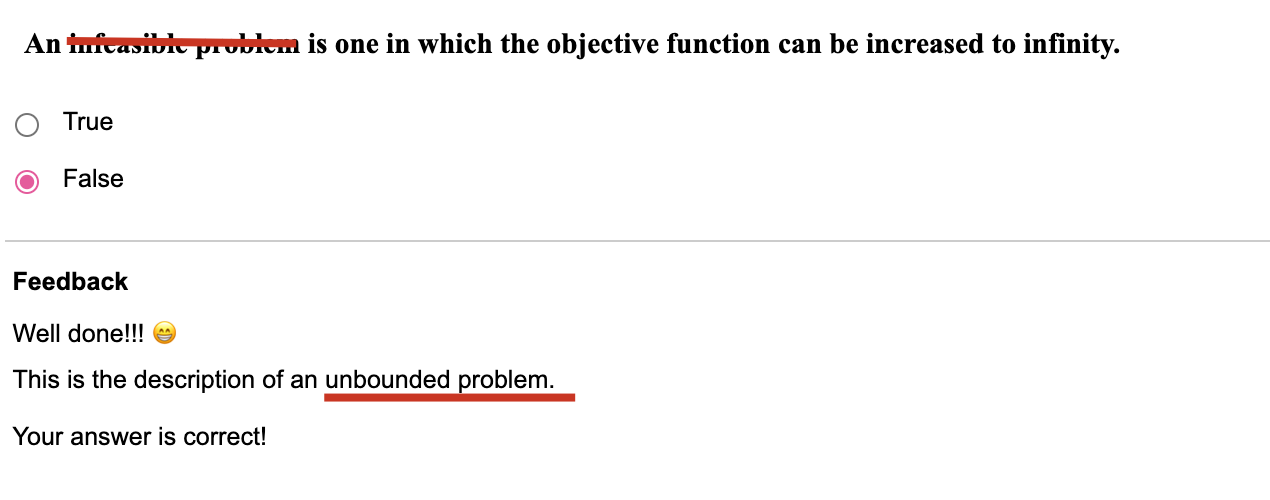 An infeasible problem is one in which the objective function can be increased to infinity.
True
False
Feedback
Well done!!! 😁
This is the description of an unbounded problem.
Your answer is correct!